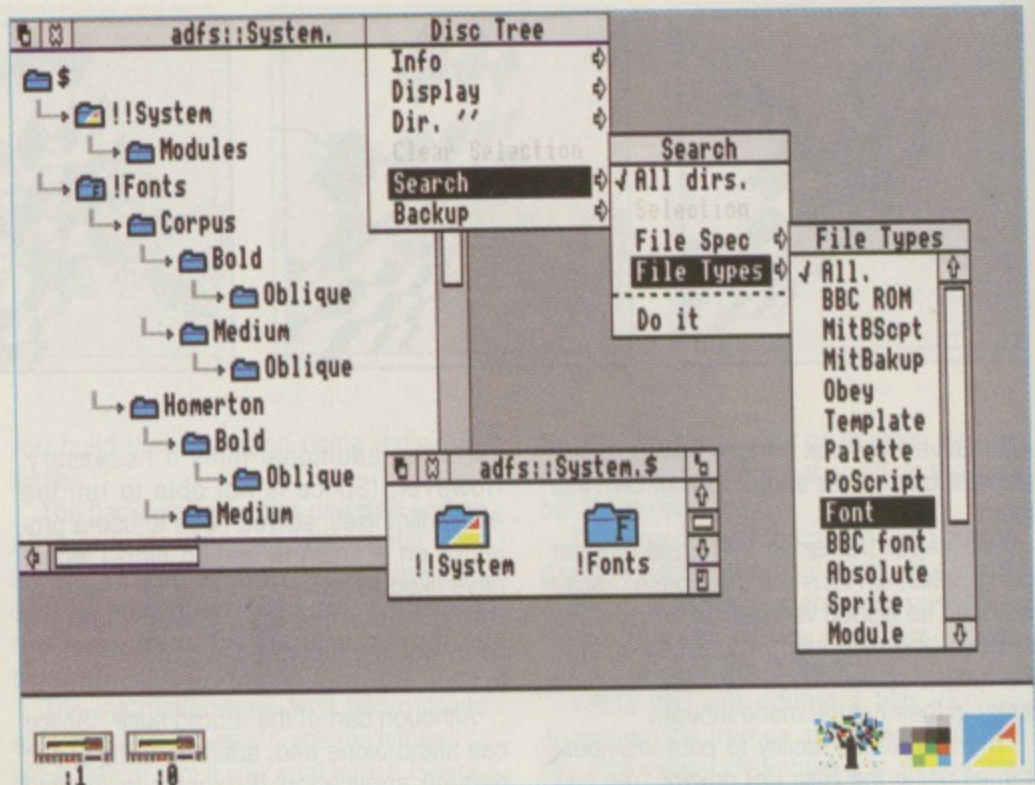 adfs::System.
$
!!System
Modules
!Fonts
Corpus
Bold
Oblique
Medium
Oblique
Homerton
Bold
Oblique
Medium
Disc Tree
Info
Display
Dir. ''
Clear Selection
Search
Backup
Search
All dirs.
Selection
File Spec
File Types
Do it
File Types
All.
BBC ROM
MitBScpt
MitBakup
Obey
Template
Palette
PoScript
Font
BBC font
Absolute
Sprite
Module
adfs::System.$
!!System
!Fonts
:1
:0